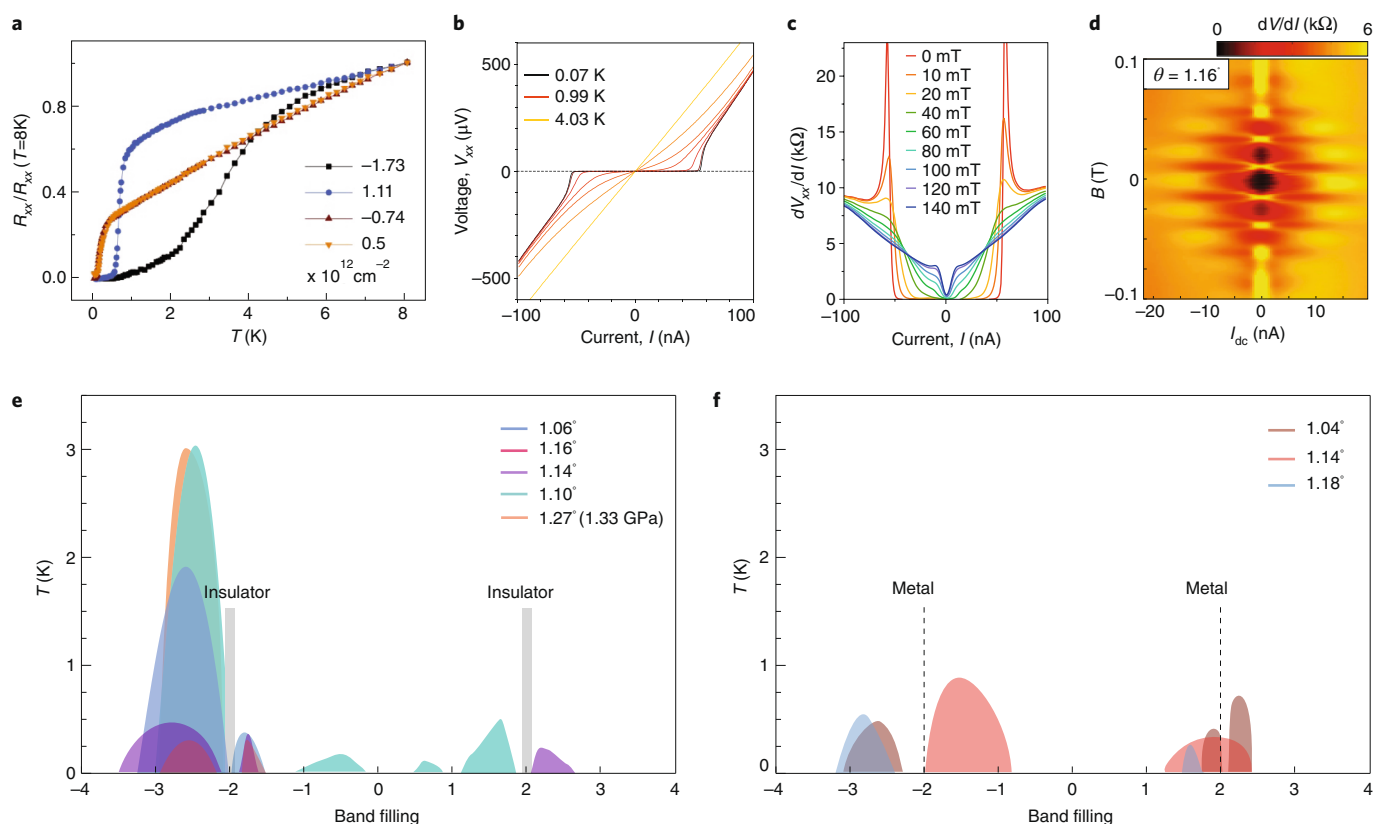 a
R_xx/R_xx (T=8K)
0.8
0.4
0.0
−1.73
1.11
−0.74
0.5
x 10^12 cm^−2
0
2
4
6
8
T (K)
b
Voltage, V_xx (μV)
500
0
−500
0.07 K
0.99 K
4.03 K
−100
0
100
Current, I (nA)
c
dV_xx/dI (kΩ)
20
15
10
5
0
0 mT
10 mT
20 mT
40 mT
60 mT
80 mT
100 mT
120 mT
140 mT
−100
0
100
Current, I (nA)
d
dV/dI (kΩ)
0
6
θ = 1.16°
B (T)
0.1
0
−0.1
−20
−10
0
10
I_dc (nA)
e
T (K)
3
2
1
0
1.06°
1.16°
1.14°
1.10°
1.27° (1.33 GPa)
Insulator
Insulator
−4
−3
−2
−1
0
1
2
3
4
Band filling
f
T (K)
3
2
1
0
1.04°
1.14°
1.18°
Metal
Metal
−4
−3
−2
−1
0
1
2
3
4
Band filling